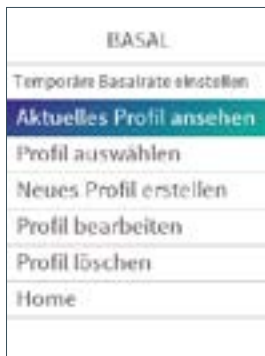 BASAL
Temporäre Basalrate einstellen
Aktuelles Profil ansehen
Profil auswählen
Neues Profil erstellen
Profil bearbeiten
Profil löschen
Home